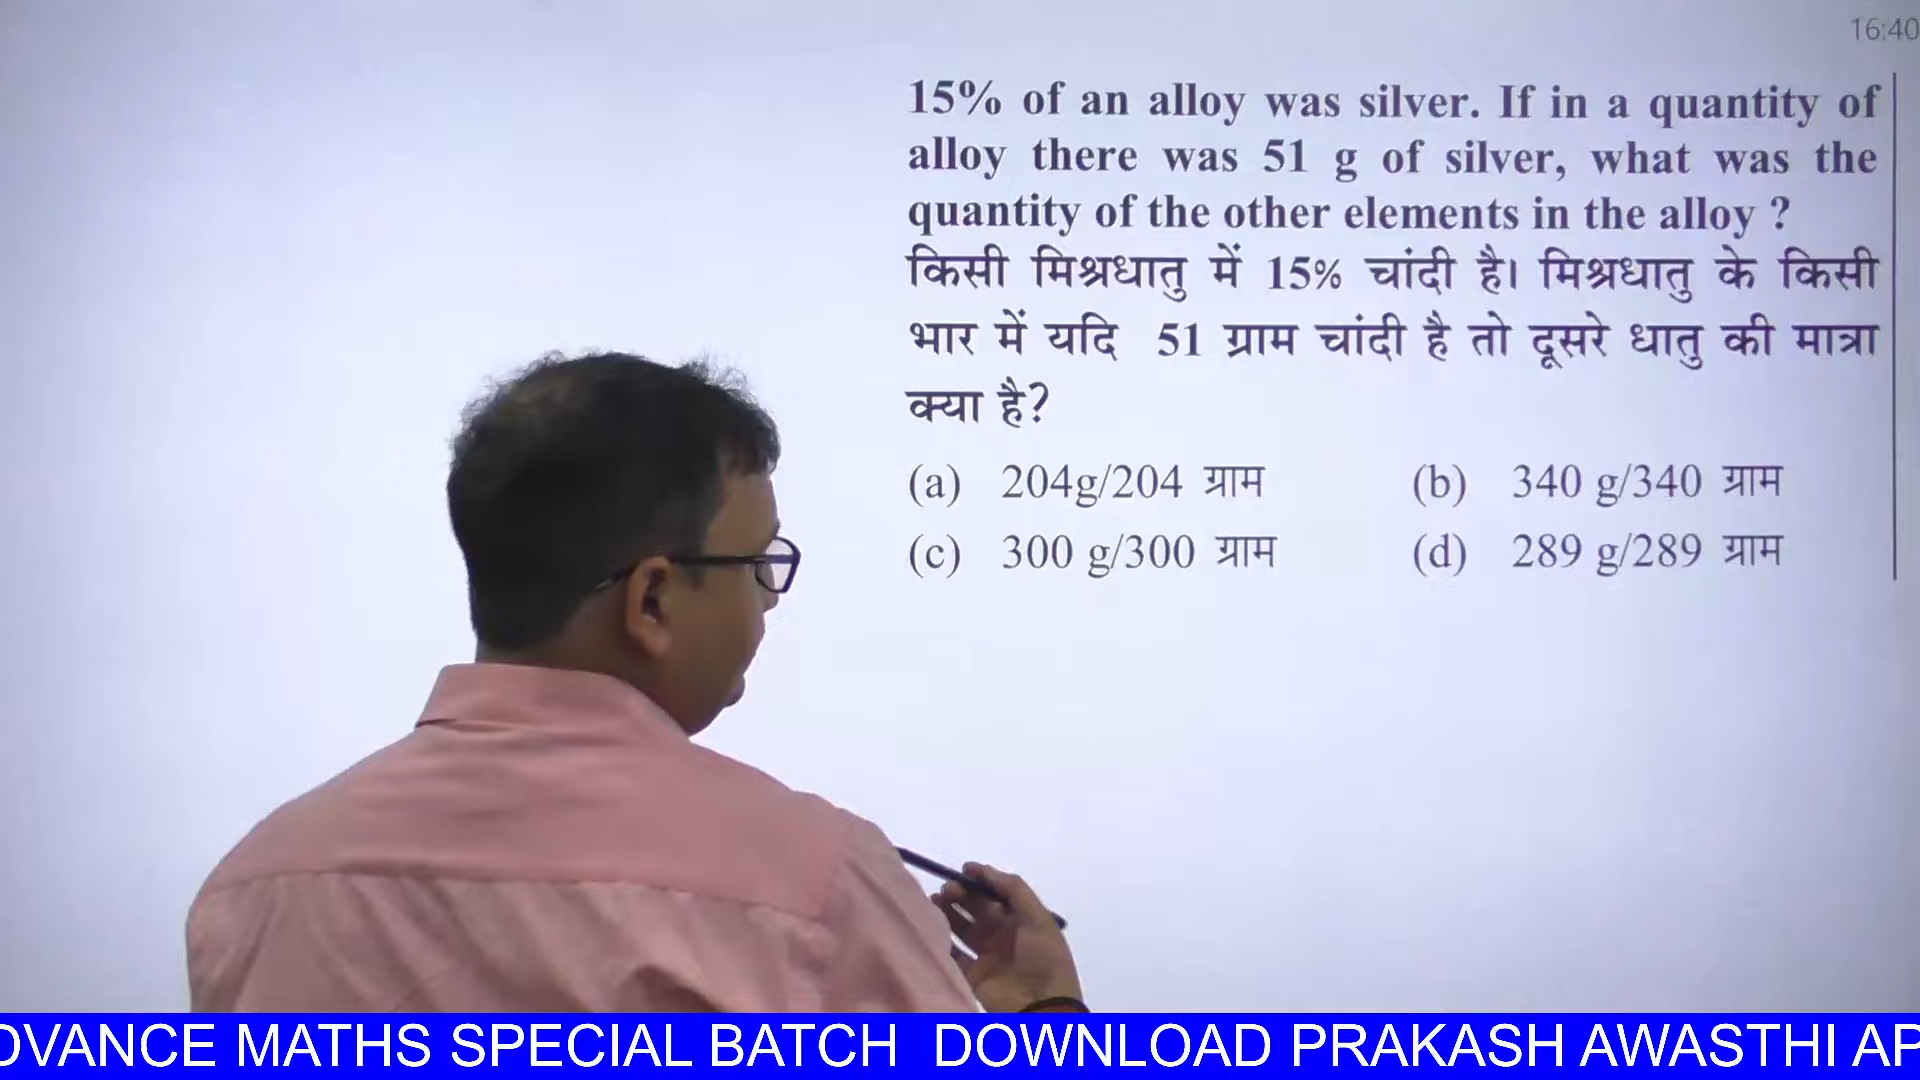 16:40
15% of an alloy was silver. If in a quantity of
alloy there was 51 g of silver, what was the
quantity of the other elements in the alloy ?
किसी मिश्रधातु में 15% चांदी है। मिश्रधातु के किसी
भार में यदि 51 ग्राम चांदी है तो दूसरे धातु की मात्रा
क्या है?
(a) 204g/204 ग्राम (b) 340 g/340 ग्राम
(c) 300 g/300 ग्राम (d) 289 g/289 ग्राम
DVANCE MATHS SPECIAL BATCH DOWNLOAD PRAKASH AWASTHI AP